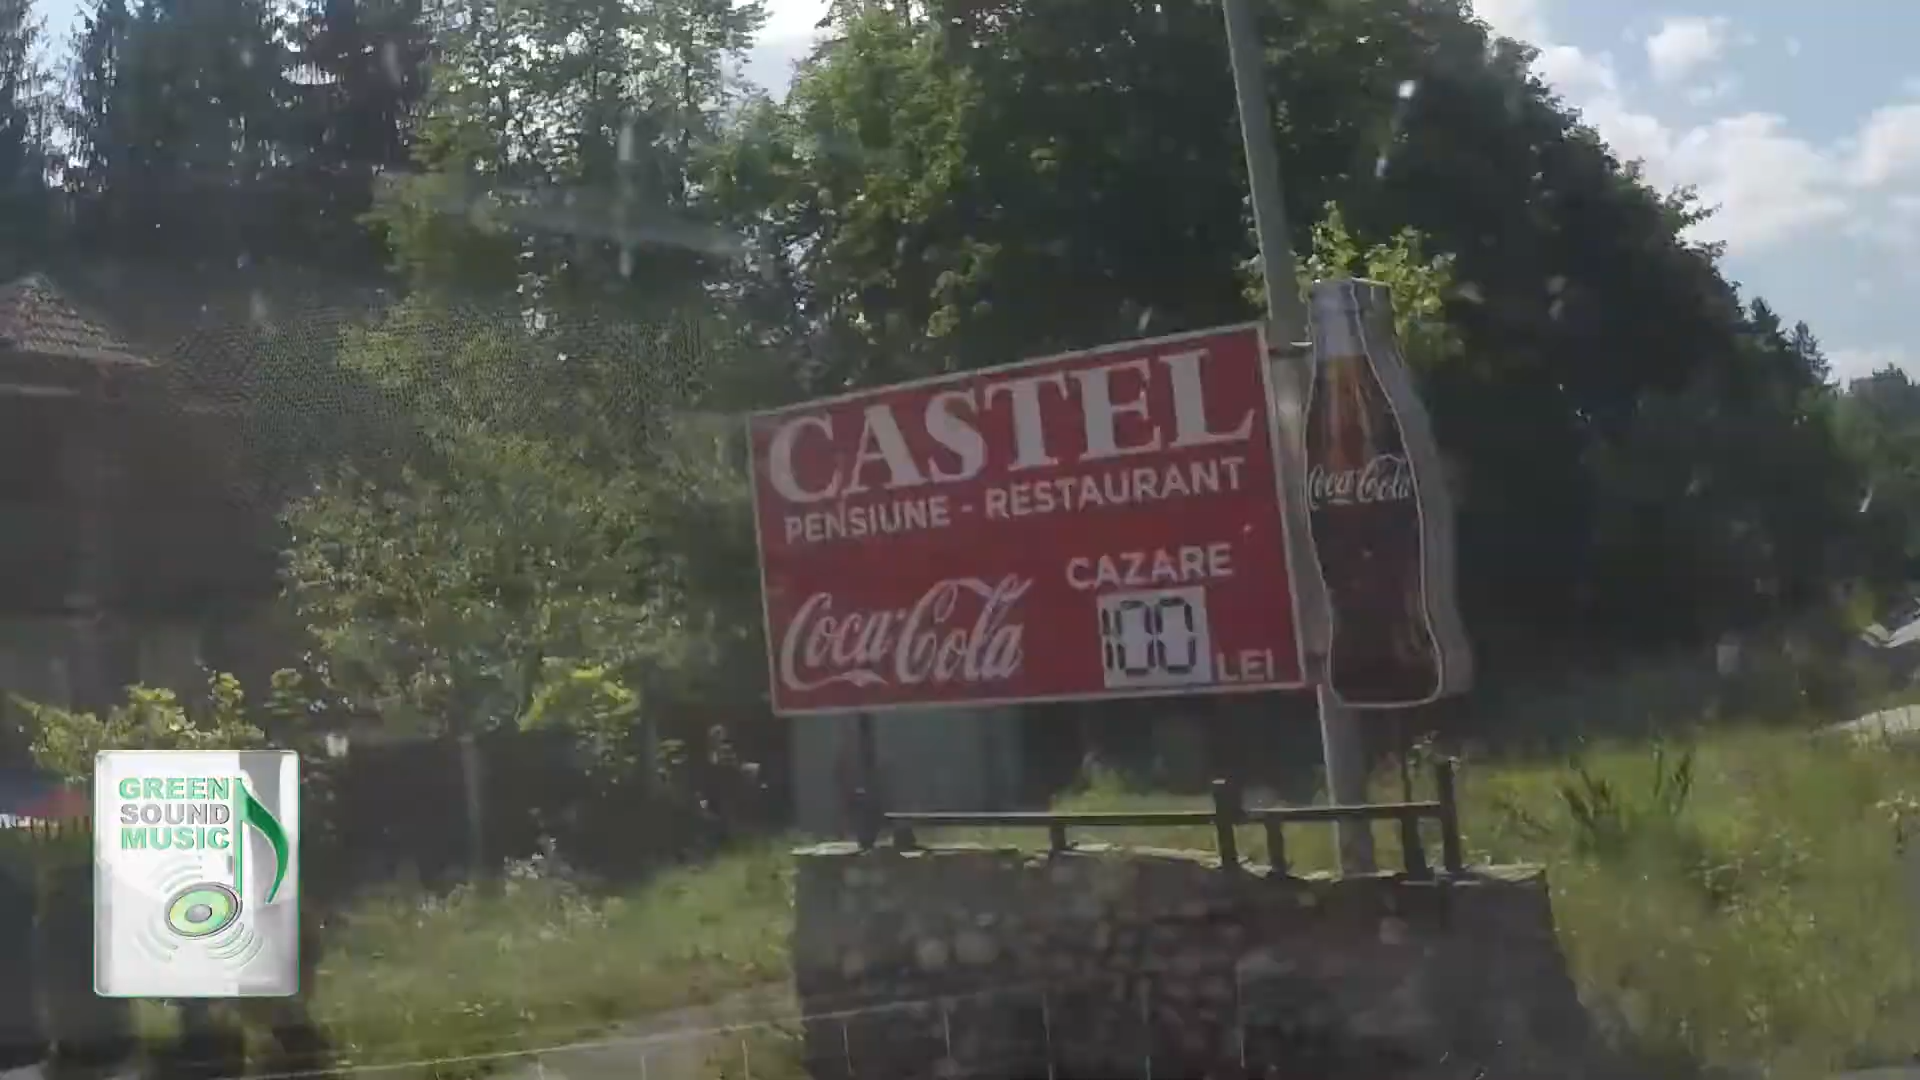 CASTEL
PENSIUNE - RESTAURANT
CAZARE
Coca-Cola
100 LEI
Coca-Cola
GREEN
SOUND
MUSIC